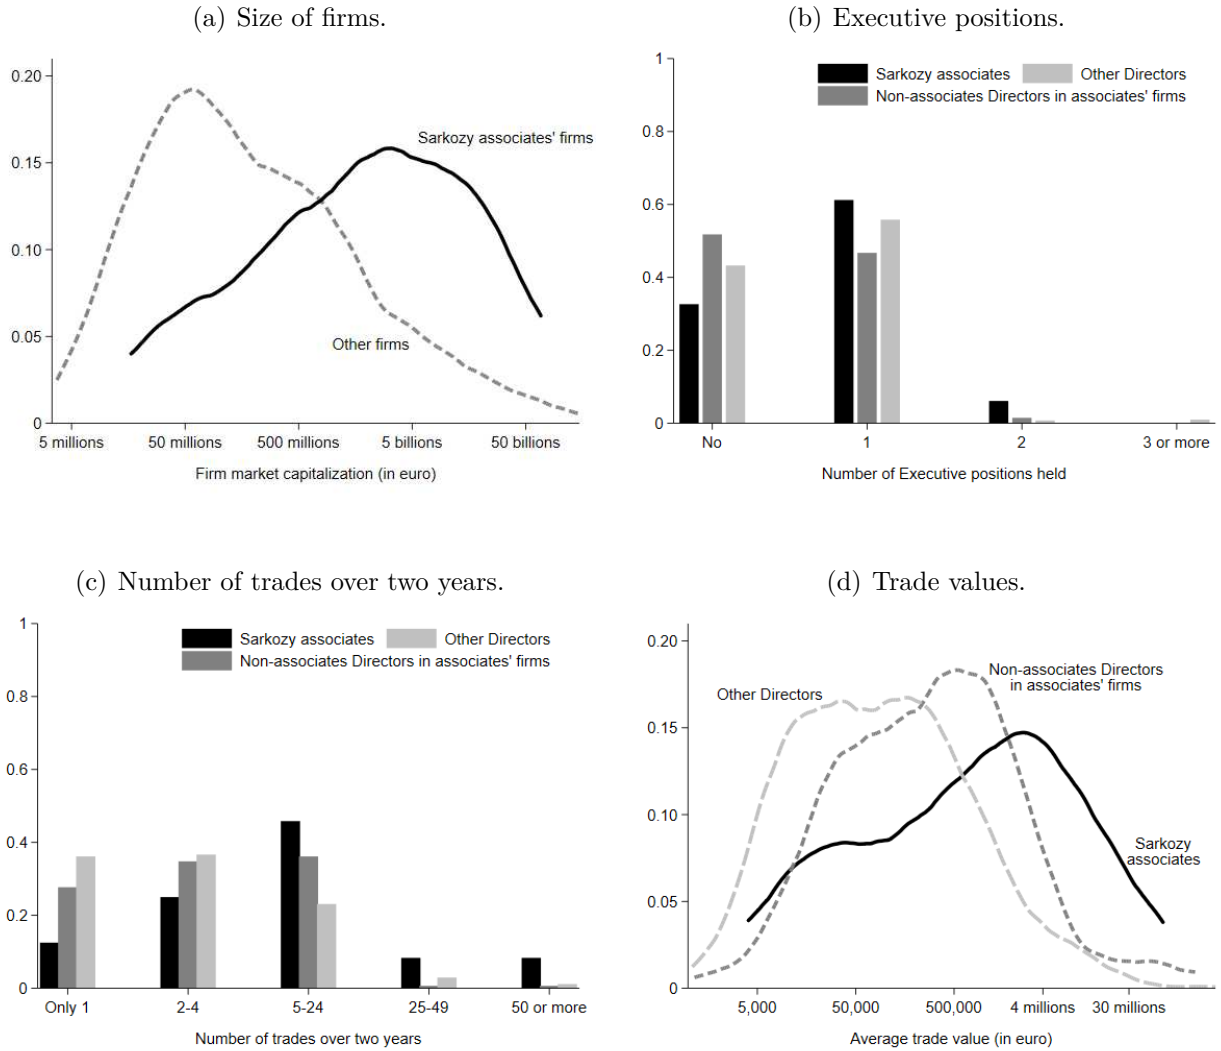 (a) Size of firms.
0.20
0.15
0.10
0.05
0
Sarkozy associates' firms
Other firms
5 millions 50 millions 500 millions 5 billions 50 billions
Firm market capitalization (in euro)
(b) Executive positions.
1
0.8
0.6
0.4
0.2
0
Sarkozy associates Other Directors
Non-associates Directors in associates' firms
No 1 2 3 or more
Number of Executive positions held
(c) Number of trades over two years.
1
0.8
0.6
0.4
0.2
0
Sarkozy associates Other Directors
Non-associates Directors in associates' firms
Only 1 2-4 5-24 25-49 50 or more
Number of trades over two years
(d) Trade values.
0.20
0.15
0.10
0.05
0
Other Directors
Non-associates Directors
in associates' firms
Sarkozy
associates
5,000 50,000 500,000 4 millions 30 millions
Average trade value (in euro)